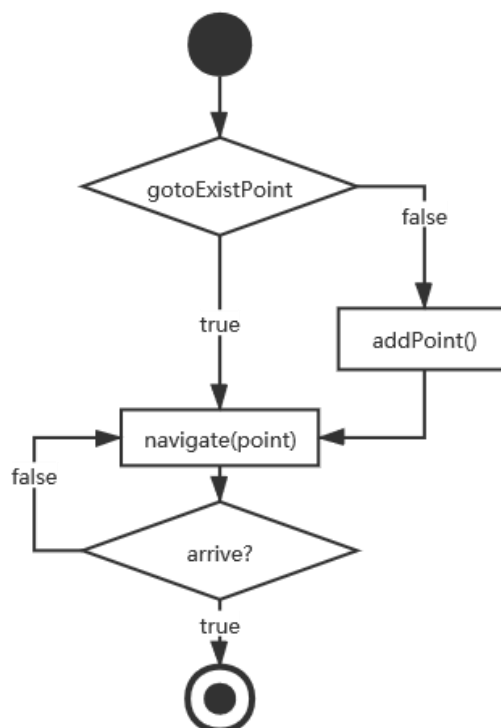 gotoExistPoint
false
true
addPoint()
navigate(point)
false
arrive?
true